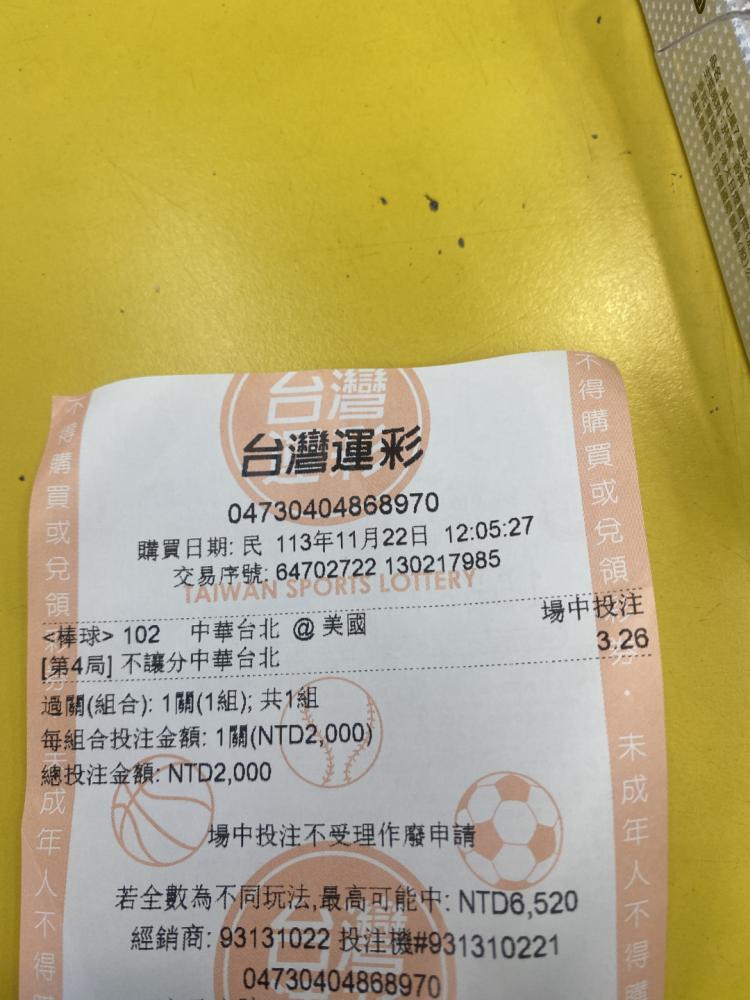 台灣運彩
台灣運彩
04730404868970
購買日期: 民 113年11月22日 12:05:27
交易序號: 64702722 130217985
TAIWAN SPORTS LOTTERY
場中投注
<棒球> 102 中華台北 @ 美國
3.26
[第4局] 不讓分中華台北
過關(組合): 1關(1組); 共1組
每組合投注金額: 1關(NTD2,000)
總投注金額: NTD2,000
場中投注不受理作廢申請
若全數為不同玩法,最高可能中: NTD6,520
經銷商: 93131022 投注機#931310221
04730404868970
不得購買或兌領
未成年人不得
不得購買或兌領
未成年人不得購